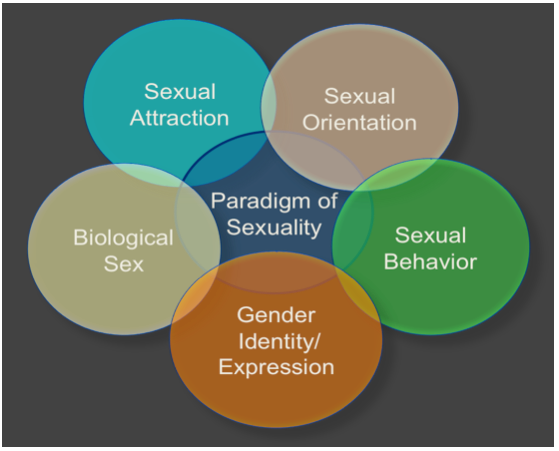 Sexual
Attraction
Sexual
Orientation
Paradigm of
Sexuality
Biological
Sex
Sexual
Behavior
Gender
Identity/
Expression